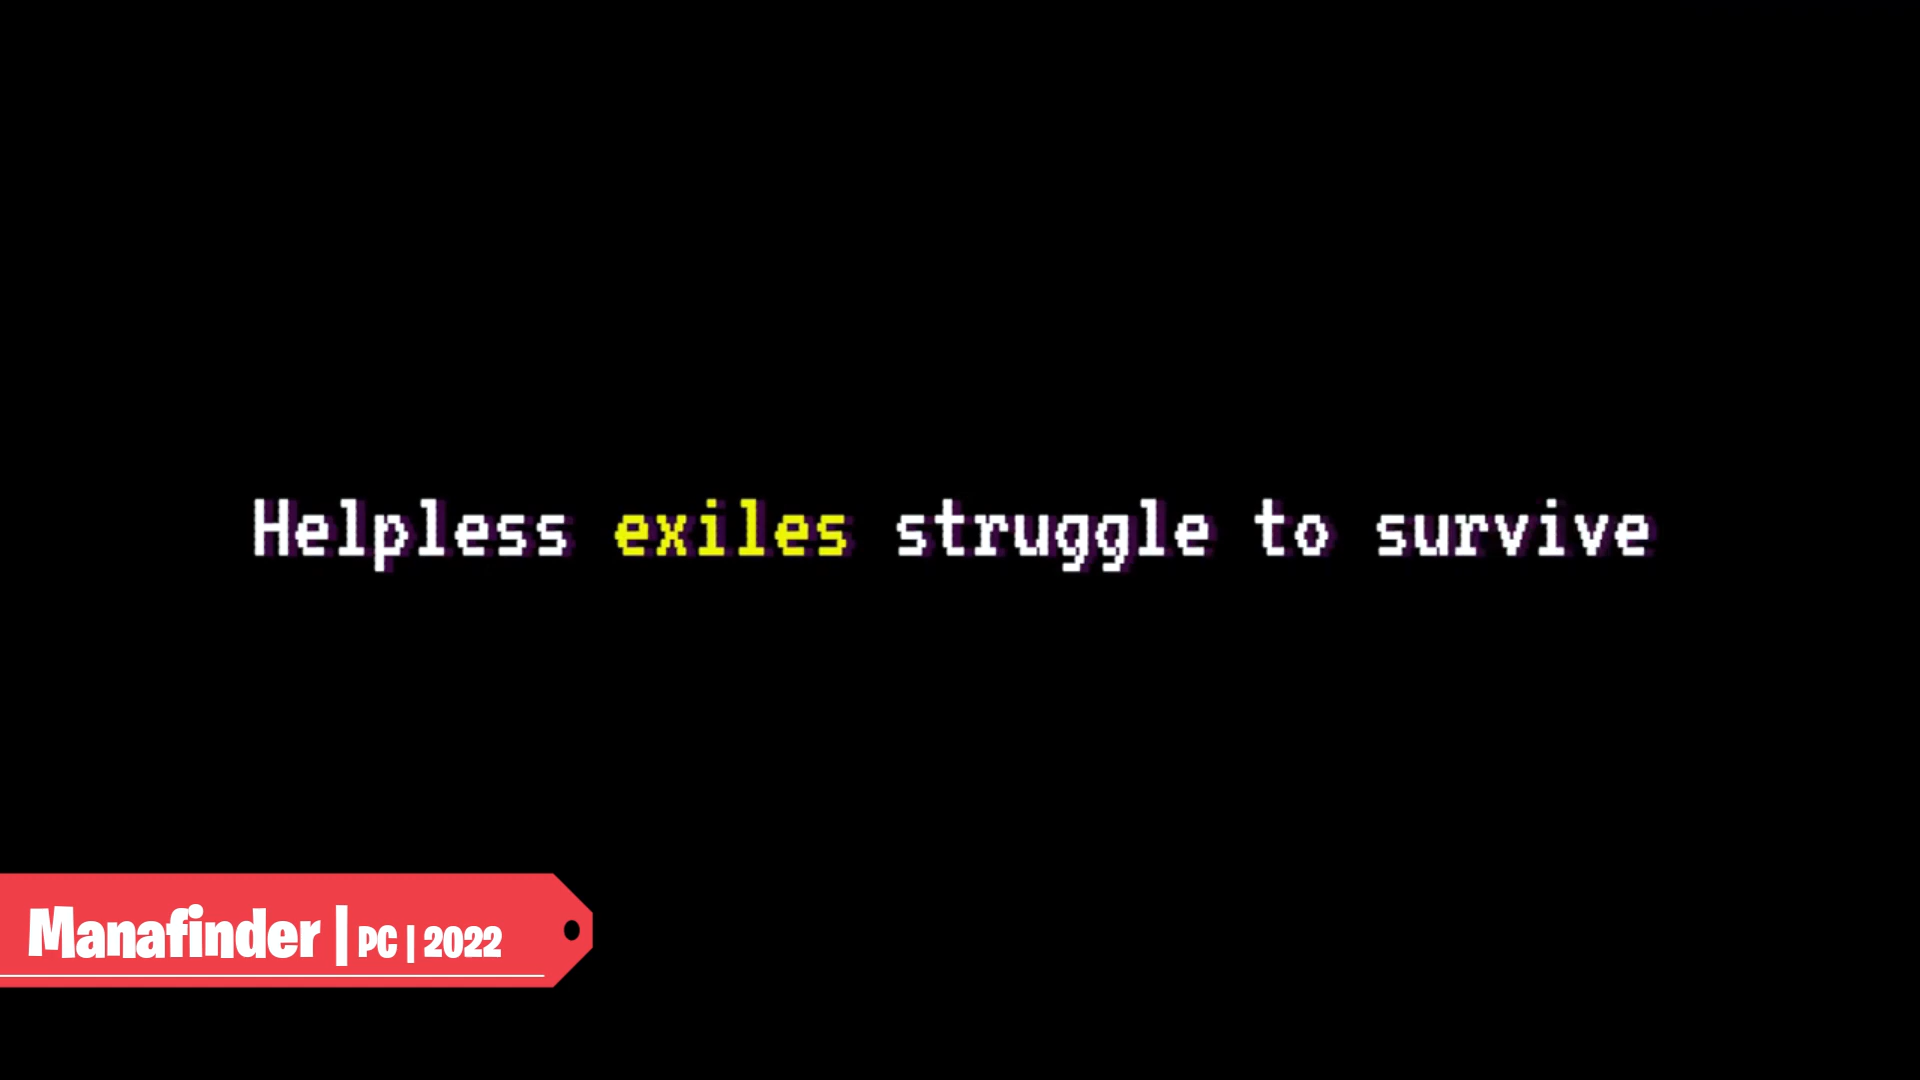 Helpless exiles struggle to survive
Manafinder | PC | 2022